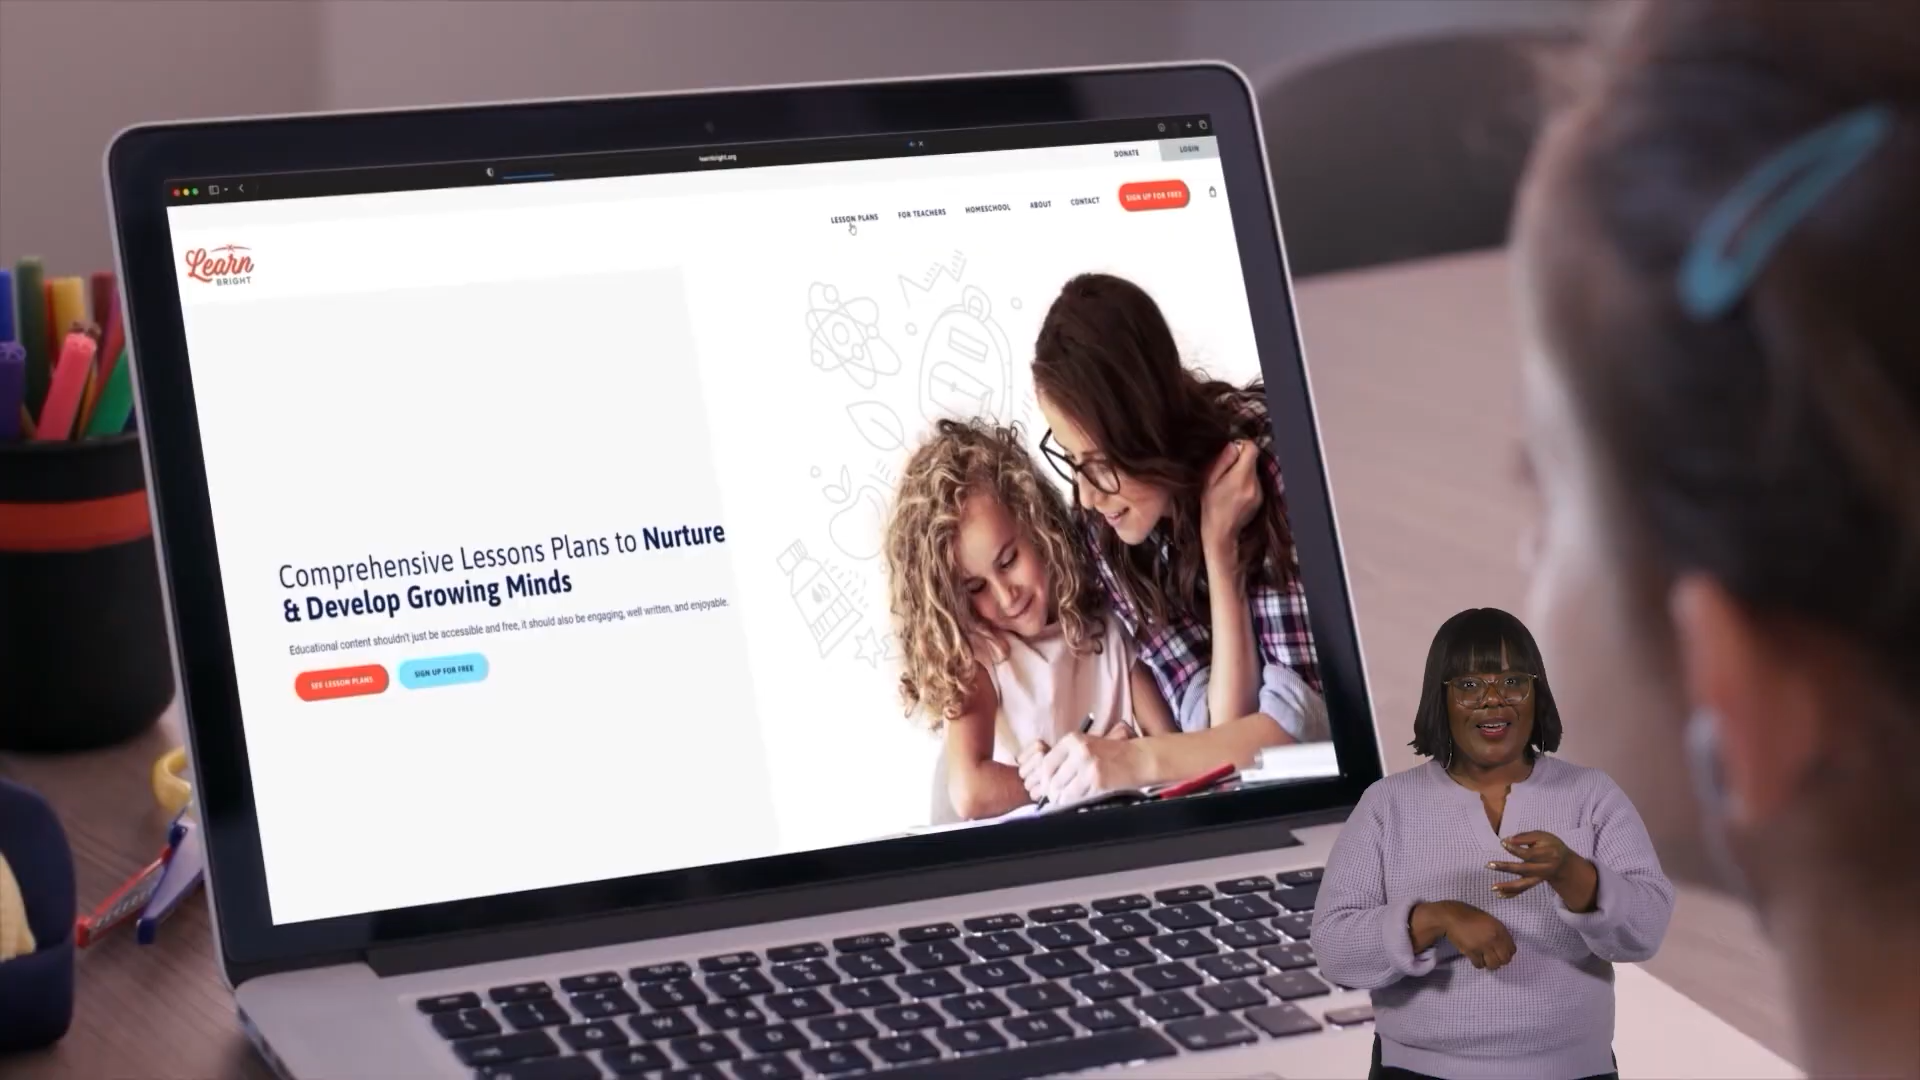 learnbright.org
DONATE
LOGIN
LESSON PLANS
FOR TEACHERS
HOMESCHOOL
ABOUT
CONTACT
SIGN UP FOR FREE
Learn
BRIGHT
Comprehensive Lessons Plans to Nurture
& Develop Growing Minds
Educational content shouldn't just be accessible and free, it should also be engaging, well written, and enjoyable.
SEE LESSON PLANS
SIGN UP FOR FREE